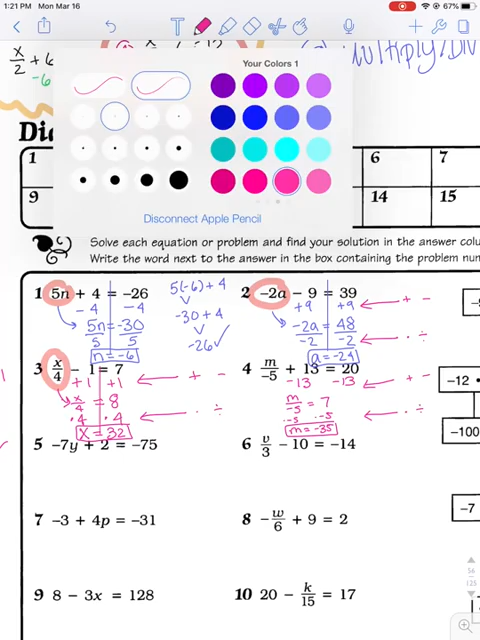 1:21 PM Mon Mar 16
67%
x/2 + 6
-6
Your Colors 1
Disconnect Apple Pencil
1
6
7
9
14
15
Solve each equation or problem and find your solution in the answer
Write the word next to the answer in the box containing the problem
1 5n + 4 = -26
- 4 - 4
5n = -30
5 5
n = -6
5(-6) + 4
-30 + 4
-26 ✓
2 -2a - 9 = 39
+9 +9
-2a = 48
-2 -2
a = -24
+ -
· ÷
3 x/4 - 1 = 7
+1 +1
x/4 = 8
·4 ·4
x = 32
+ -
· ÷
4 m/-5 + 13 = 20
-13 -13
m/-5 = 7
·-5 ·-5
m = -35
+ -
· ÷
5 -7y + 2 = -75
6 v/3 - 10 = -14
7 -3 + 4p = -31
8 -w/6 + 9 = 2
9 8 - 3x = 128
10 20 - k/15 = 17
-12 •
-100
-7
56
125